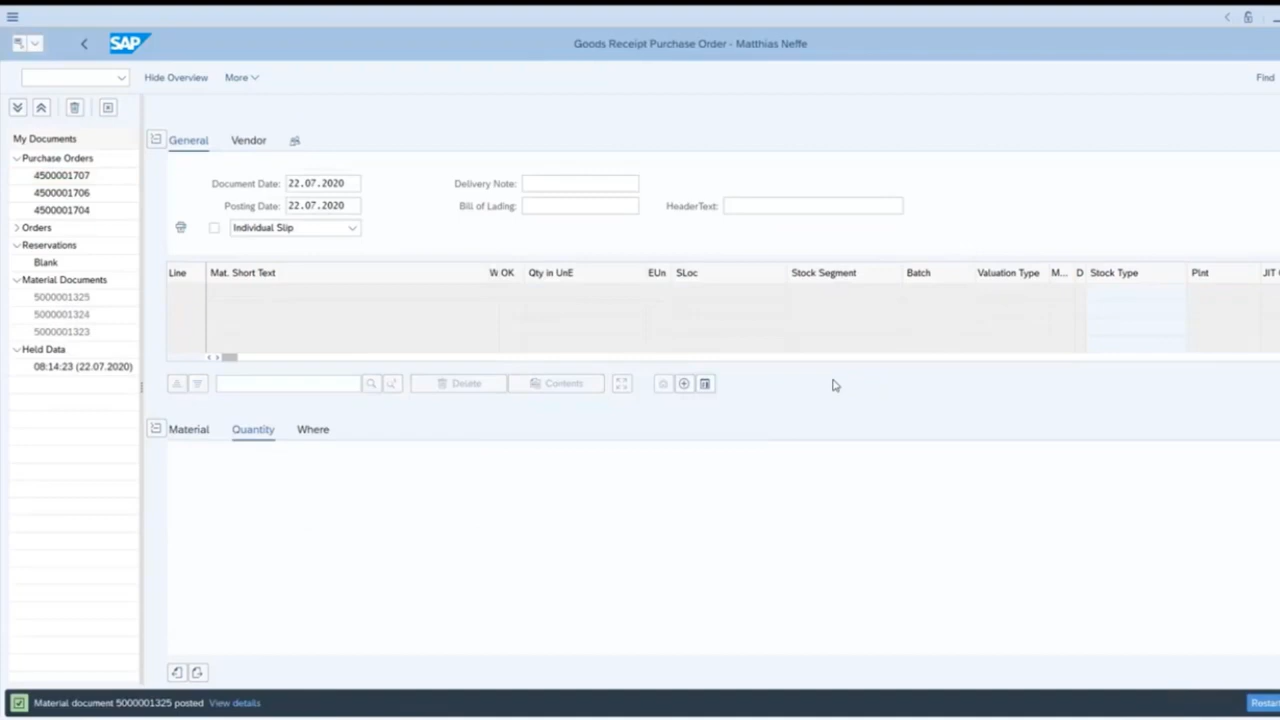 SAP
Goods Receipt Purchase Order - Matthias Neffe
Hide Overview More Find
My Documents
Purchase Orders
4500001707
4500001706
4500001704
Orders
Reservations
Blank
Material Documents
5000001325
5000001324
5000001323
Held Data
08:14:23 (22.07.2020)
General Vendor
Document Date: 22.07.2020 Delivery Note:
Posting Date: 22.07.2020 Bill of Lading: HeaderText:
Individual Slip
Line Mat. Short Text W OK Qty in UnE EUn SLoc Stock Segment Batch Valuation Type M... D Stock Type Plnt JIT
Delete Contents
Material Quantity Where
Material document 5000001325 posted View details Restar